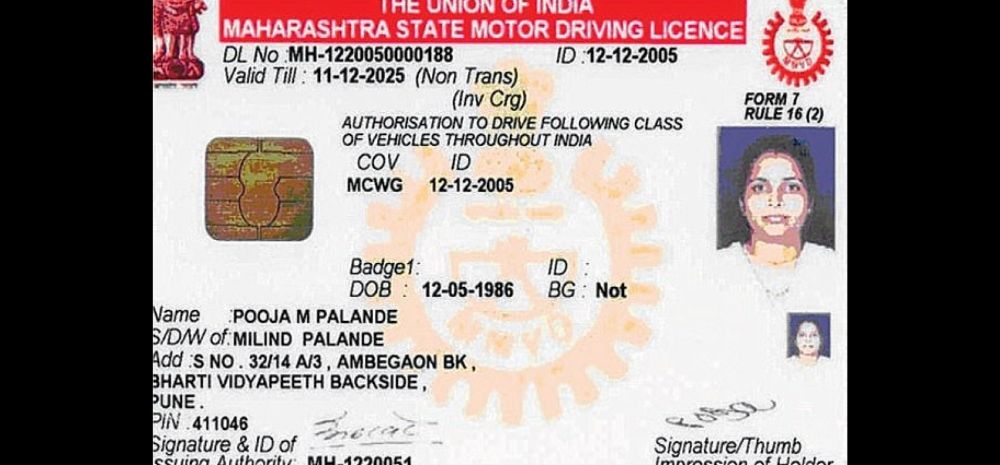 THE UNION OF INDIA
MAHARASHTRA STATE MOTOR DRIVING LICENCE
DL No :MH-1220050000188 ID :12-12-2005
Valid Till : 11-12-2025 (Non Trans)
(Inv Crg)
FORM 7
RULE 16 (2)
AUTHORISATION TO DRIVE FOLLOWING CLASS
OF VEHICLES THROUGHOUT INDIA
COV ID
MCWG 12-12-2005
Badge1: ID :
DOB : 12-05-1986 BG : Not
Name :POOJA M PALANDE
S/D/W of:MILIND PALANDE
Add :S NO . 32/14 A/3 , AMBEGAON BK ,
BHARTI VIDYAPEETH BACKSIDE ,
PUNE .
PIN :411046
Signature & ID of
Issuing Authority: MH-1220051
Signature/Thumb
Impression of Holder